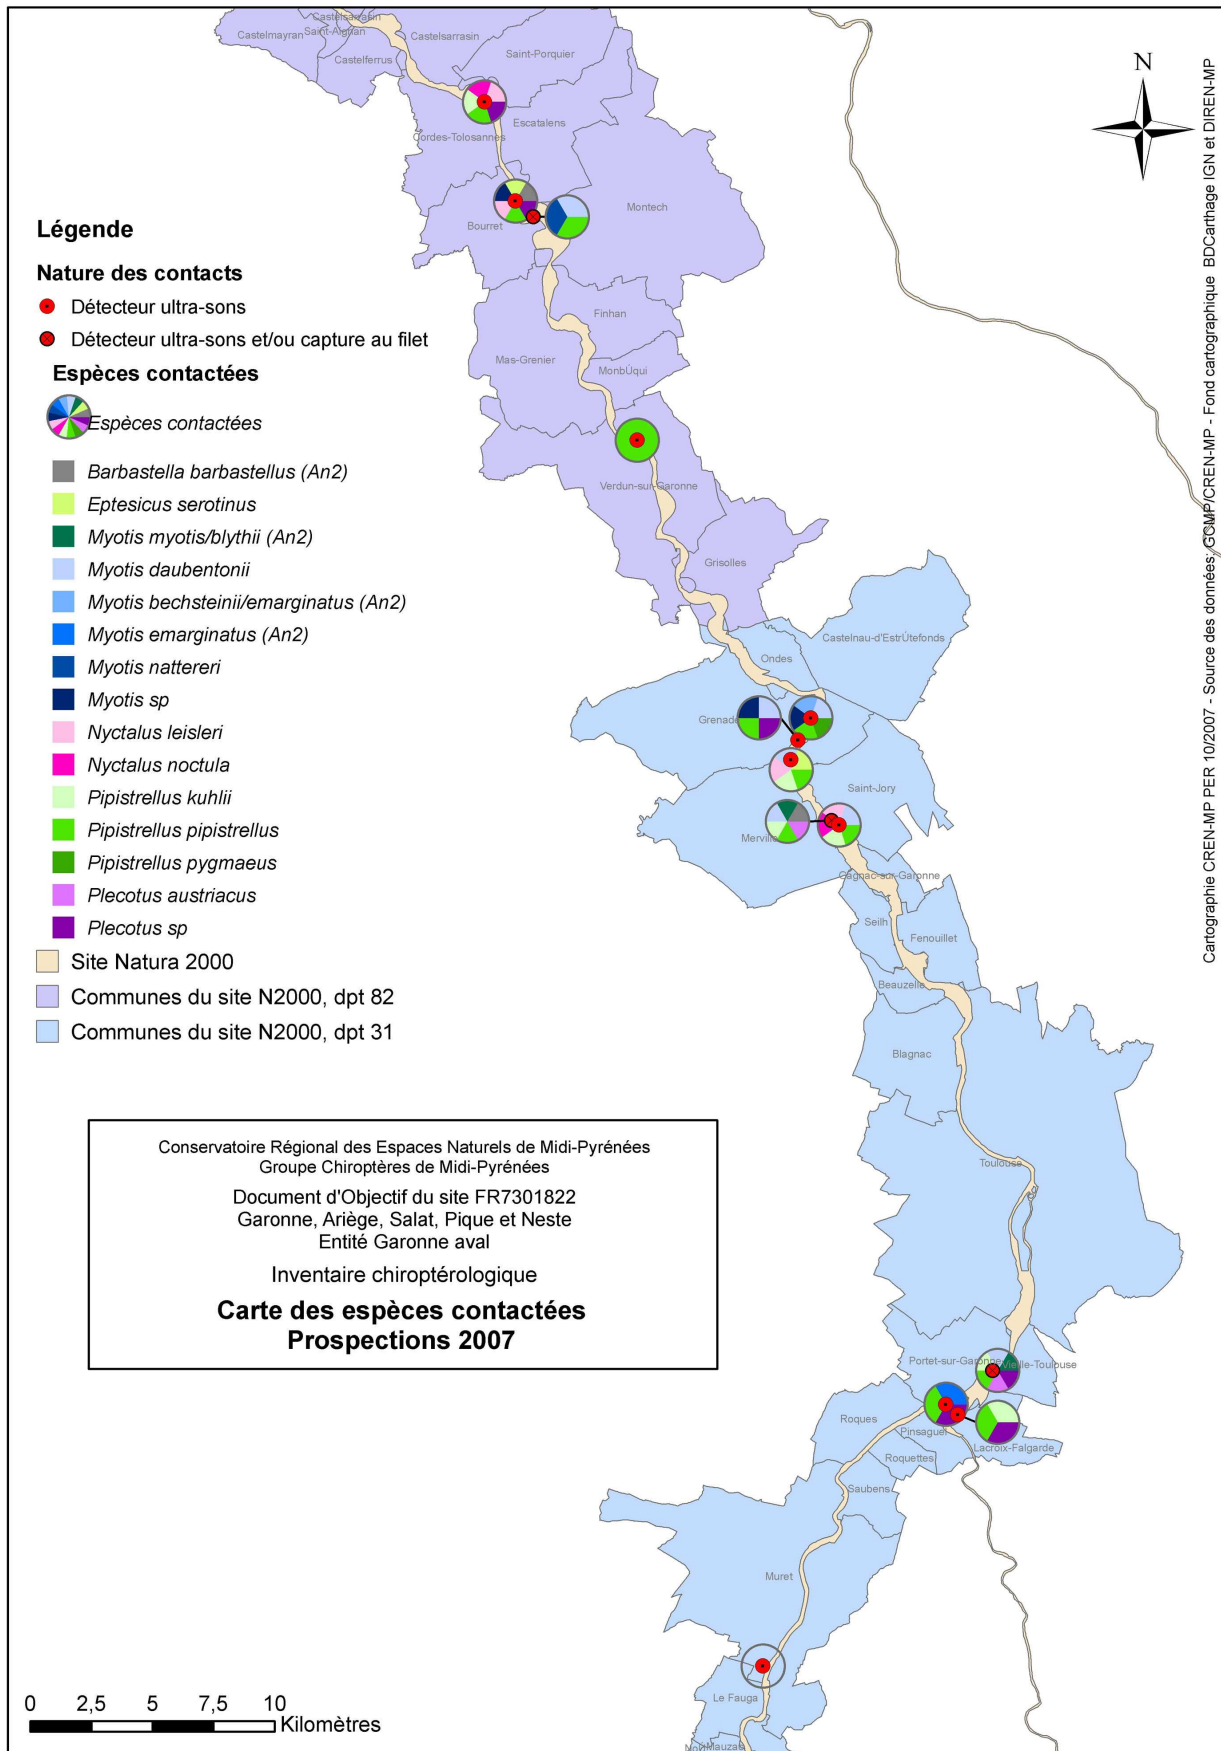 Castelsarrasin
Castelmayran
Saint-Aignan
Castelsarrasin
Castelferrus
Saint-Porquier
Escatalens
Cordes-Tolosannes
Montech
Bourret
Finhan
Mas-Grenier
MonbÚqui
Verdun-sur-Garonne
Grisolles
Castelnau-d'EstrÚtefonds
Ondes
Grenade
Saint-Jory
Merville
Gagnac-sur-Garonne
Seilh
Fenouillet
Beauzelle
Blagnac
Toulouse
Portet-sur-Garonne
Vieille-Toulouse
Roques
Pinsaguel
Lacroix-Falgarde
Roquettes
Saubens
Muret
Le Fauga
Mauzac
N
Légende
Nature des contacts
Détecteur ultra-sons
Détecteur ultra-sons et/ou capture au filet
Espèces contactées
Espèces contactées
Barbastella barbastellus (An2)
Eptesicus serotinus
Myotis myotis/blythii (An2)
Myotis daubentonii
Myotis bechsteinii/emarginatus (An2)
Myotis emarginatus (An2)
Myotis nattereri
Myotis sp
Nyctalus leisleri
Nyctalus noctula
Pipistrellus kuhlii
Pipistrellus pipistrellus
Pipistrellus pygmaeus
Plecotus austriacus
Plecotus sp
Site Natura 2000
Communes du site N2000, dpt 82
Communes du site N2000, dpt 31
Conservatoire Régional des Espaces Naturels de Midi-Pyrénées
Groupe Chiroptères de Midi-Pyrénées
Document d'Objectif du site FR7301822
Garonne, Ariège, Salat, Pique et Neste
Entité Garonne aval
Inventaire chiroptérologique
Carte des espèces contactées
Prospections 2007
0 2,5 5 7,5 10
Kilomètres
Cartographie CREN-MP PER 10/2007 - Source des données: GCMP/CREN-MP - Fond cartographique BDCarthage IGN et DIREN-MP